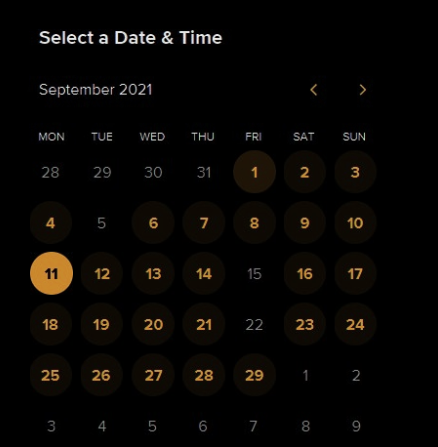 Select a Date & Time
September 2021
MON TUE WED THU FRI SAT SUN
28 29 30 31 1 2 3
4 5 6 7 8 9 10
11 12 13 14 15 16 17
18 19 20 21 22 23 24
25 26 27 28 29 1 2
3 4 5 6 7 8 9